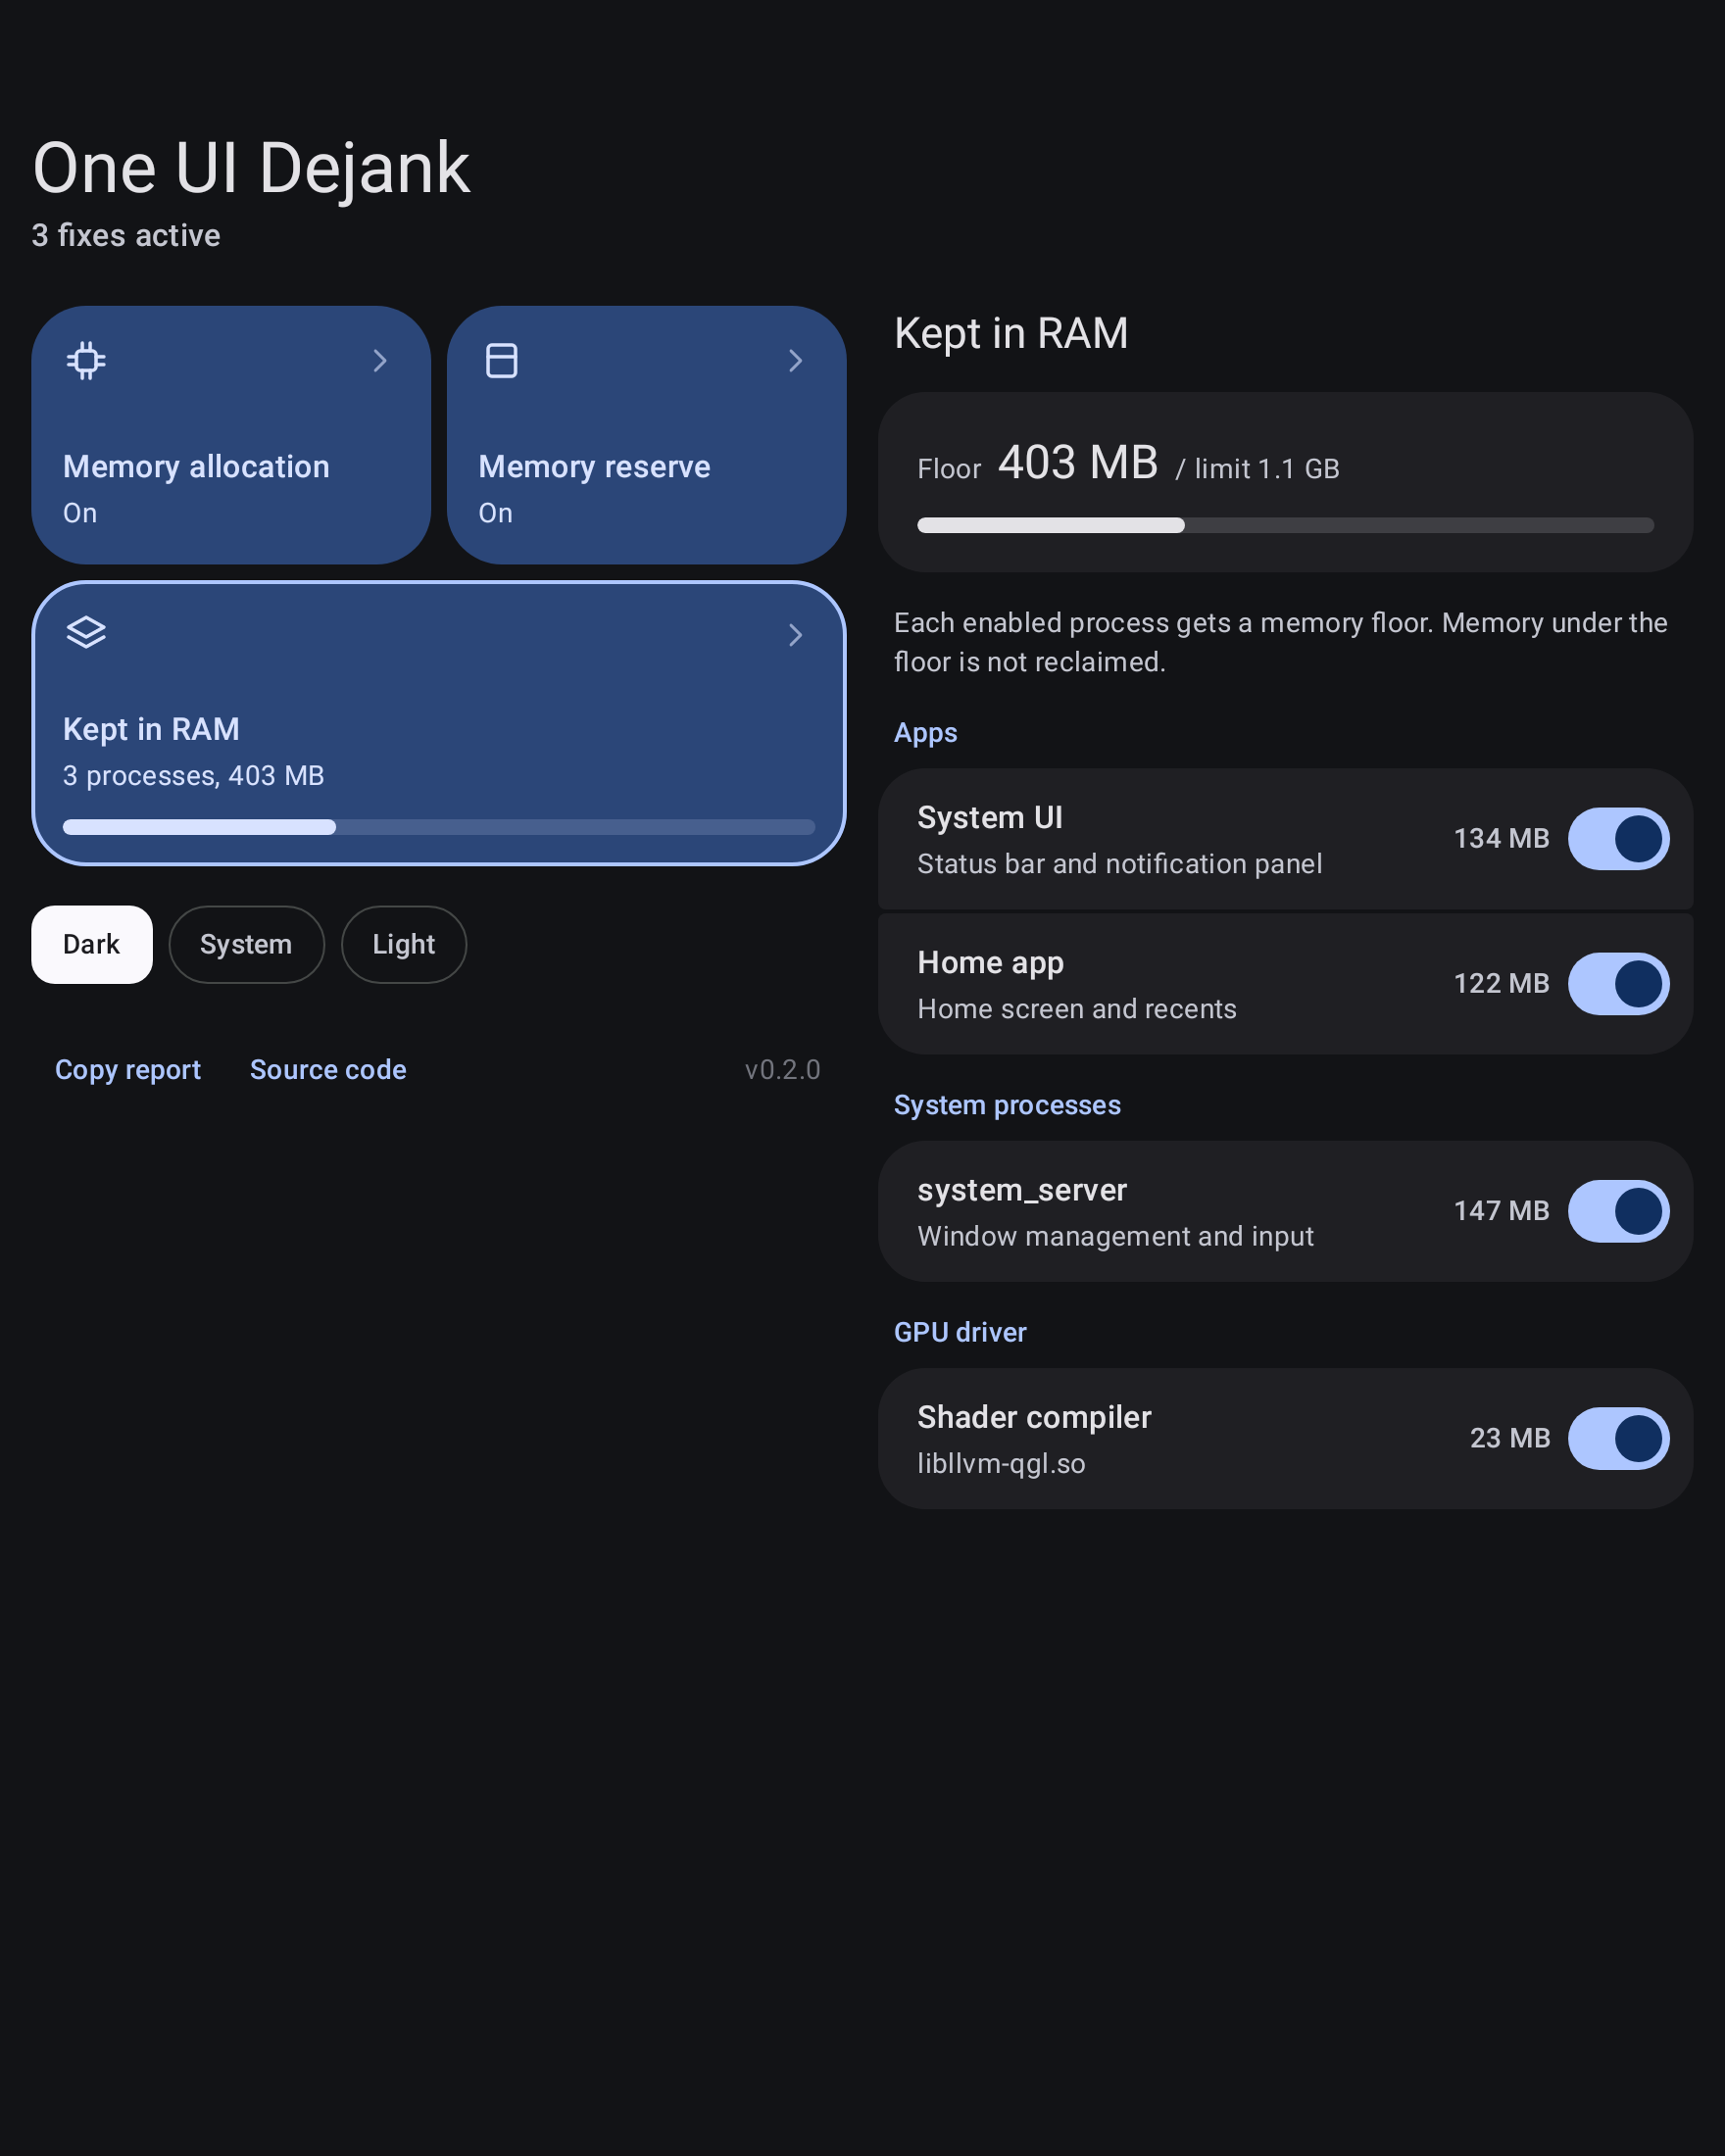 One UI Dejank
3 fixes active
Memory allocation
On
Memory reserve
On
Kept in RAM
3 processes, 403 MB
Dark
System
Light
Copy report
Source code
v0.2.0
Kept in RAM
Floor 403 MB / limit 1.1 GB
Each enabled process gets a memory floor. Memory under the
floor is not reclaimed.
Apps
System UI
Status bar and notification panel
134 MB
Home app
Home screen and recents
122 MB
System processes
system_server
Window management and input
147 MB
GPU driver
Shader compiler
libllvm-qgl.so
23 MB